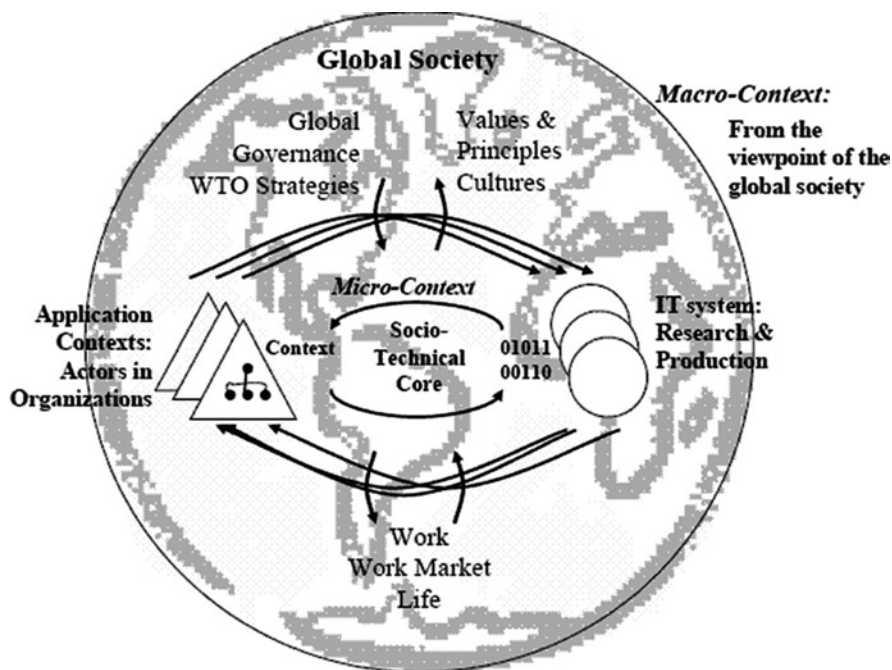 Global Society
Macro-Context:
From the
viewpoint of the
global society
Global
Governance
WTO Strategies
Values &
Principles
Cultures
Micro-Context
Application
Contexts:
Actors in
Organizations
Context
Socio-
Technical
Core
01011
00110
IT system:
Research &
Production
Work
Work Market
Life